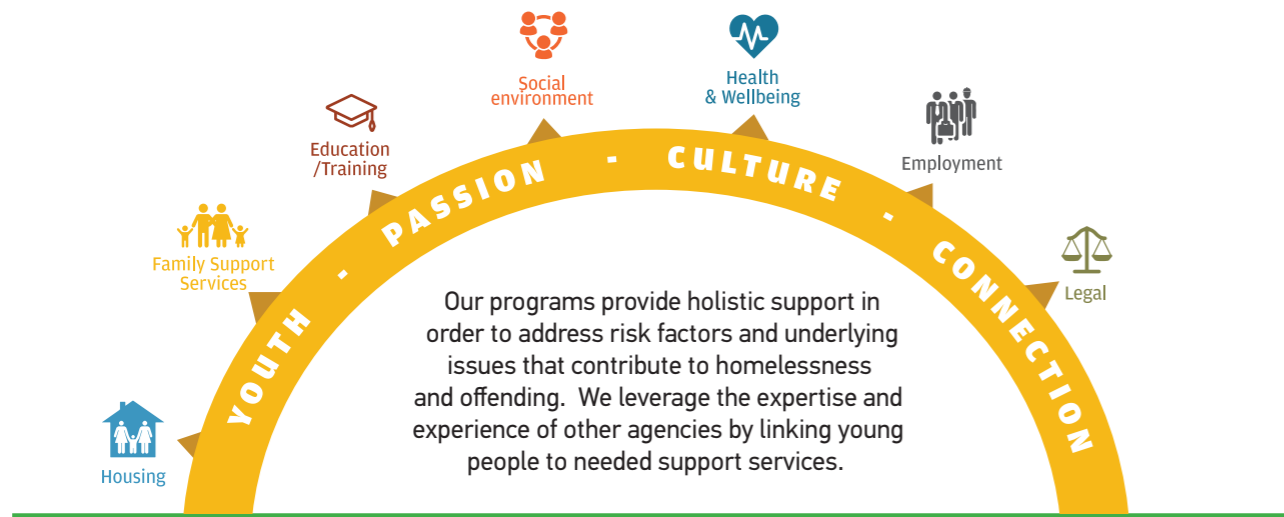 Social
environment
Health
& Wellbeing
Education
/Training
Employment
Family Support
Services
Legal
Housing
YOUTH - PASSION - CULTURE - CONNECTION
Our programs provide holistic support in
order to address risk factors and underlying
issues that contribute to homelessness
and offending.  We leverage the expertise and
experience of other agencies by linking young
people to needed support services.